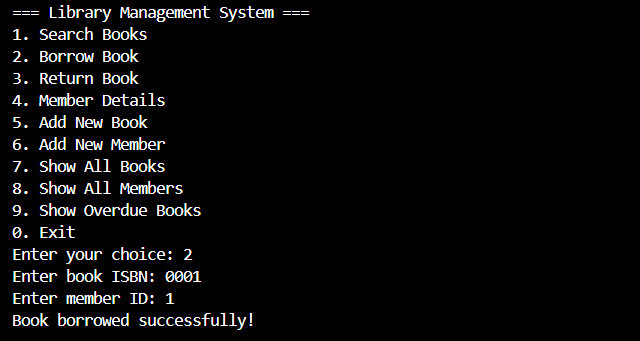 === Library Management System ===
1. Search Books
2. Borrow Book
3. Return Book
4. Member Details
5. Add New Book
6. Add New Member
7. Show All Books
8. Show All Members
9. Show Overdue Books
0. Exit
Enter your choice: 2
Enter book ISBN: 0001
Enter member ID: 1
Book borrowed successfully!